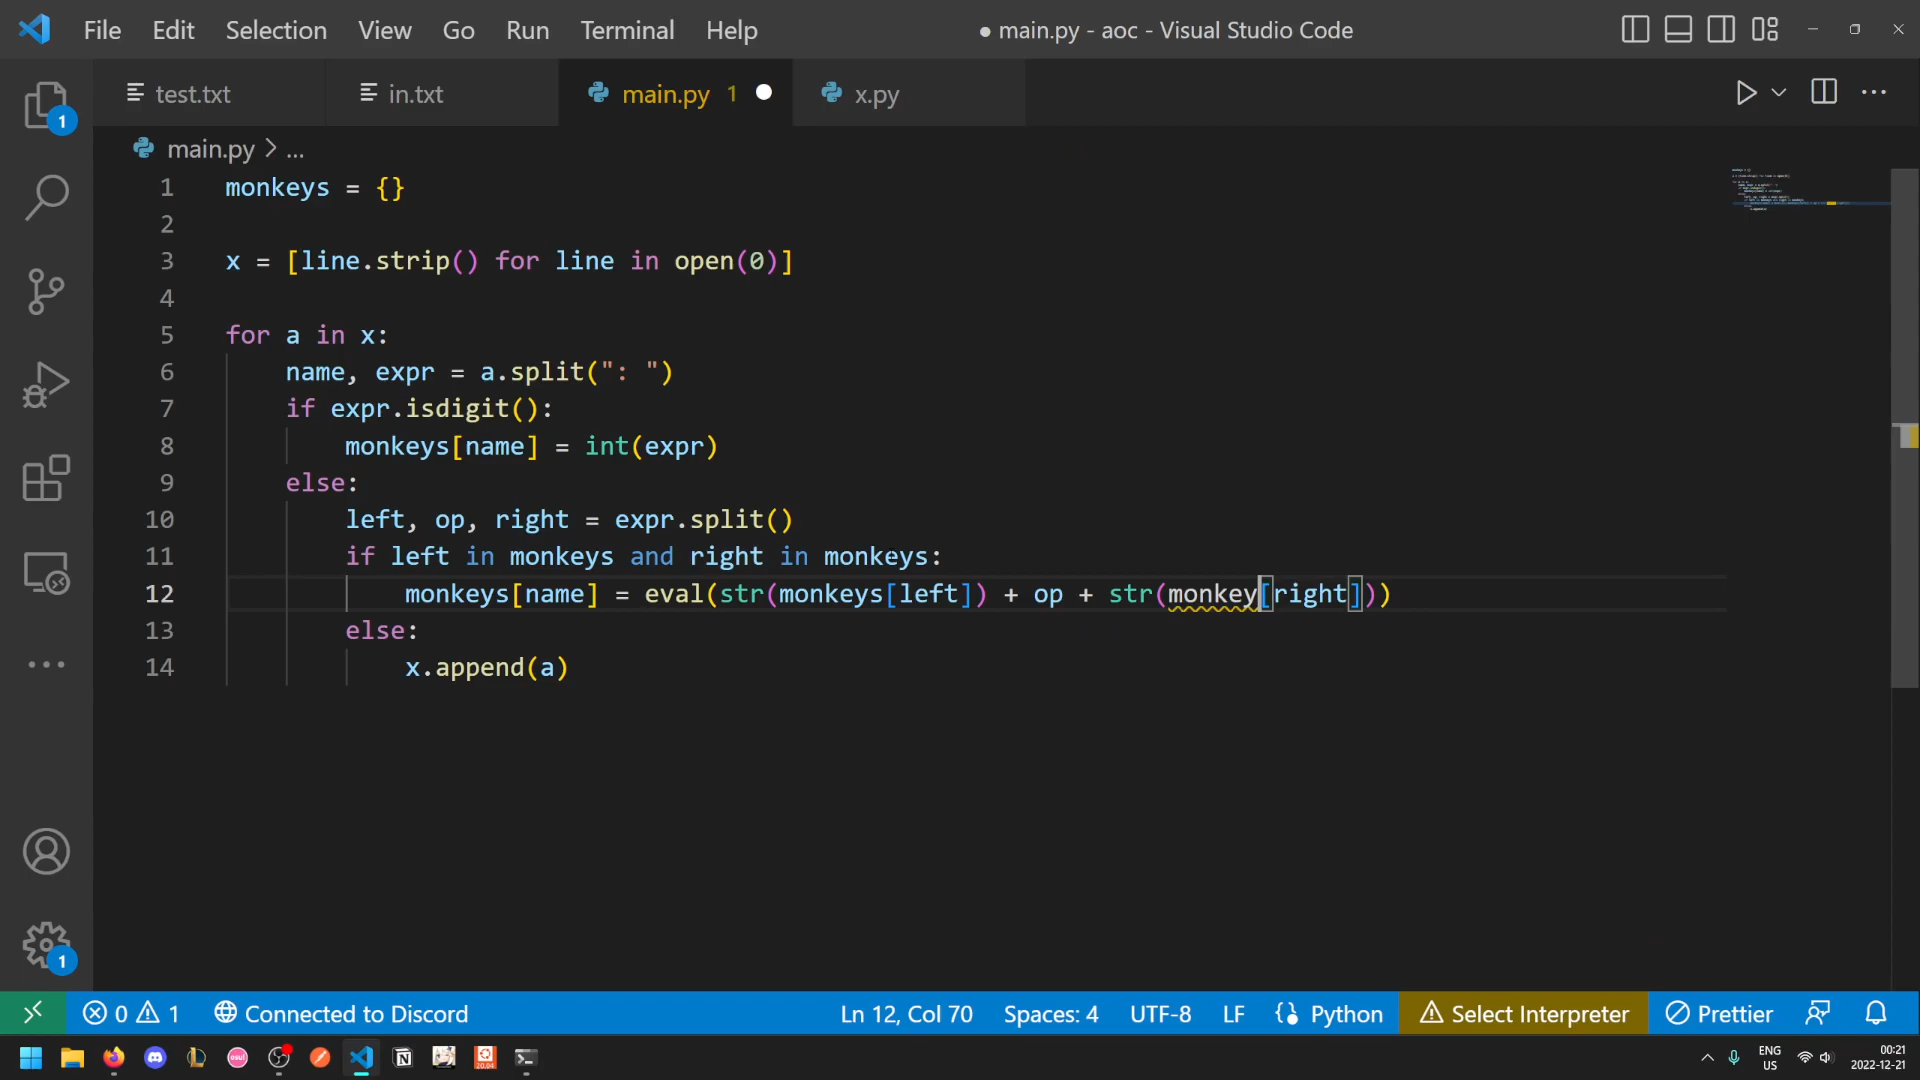 File Edit Selection View Go Run Terminal Help
● main.py - aoc - Visual Studio Code
test.txt
in.txt
main.py 1
x.py
main.py > ...
1 monkeys = {}
2
3 x = [line.strip() for line in open(0)]
4
5 for a in x:
6 name, expr = a.split(": ")
7 if expr.isdigit():
8 monkeys[name] = int(expr)
9 else:
10 left, op, right = expr.split()
11 if left in monkeys and right in monkeys:
12 monkeys[name] = eval(str(monkeys[left]) + op + str(monkey[right]))
13 else:
14 x.append(a)
1
1
0 1 Connected to Discord
Ln 12, Col 70 Spaces: 4 UTF-8 LF Python Select Interpreter Prettier
osu!
20.04
ENG
US
00:21
2022-12-21